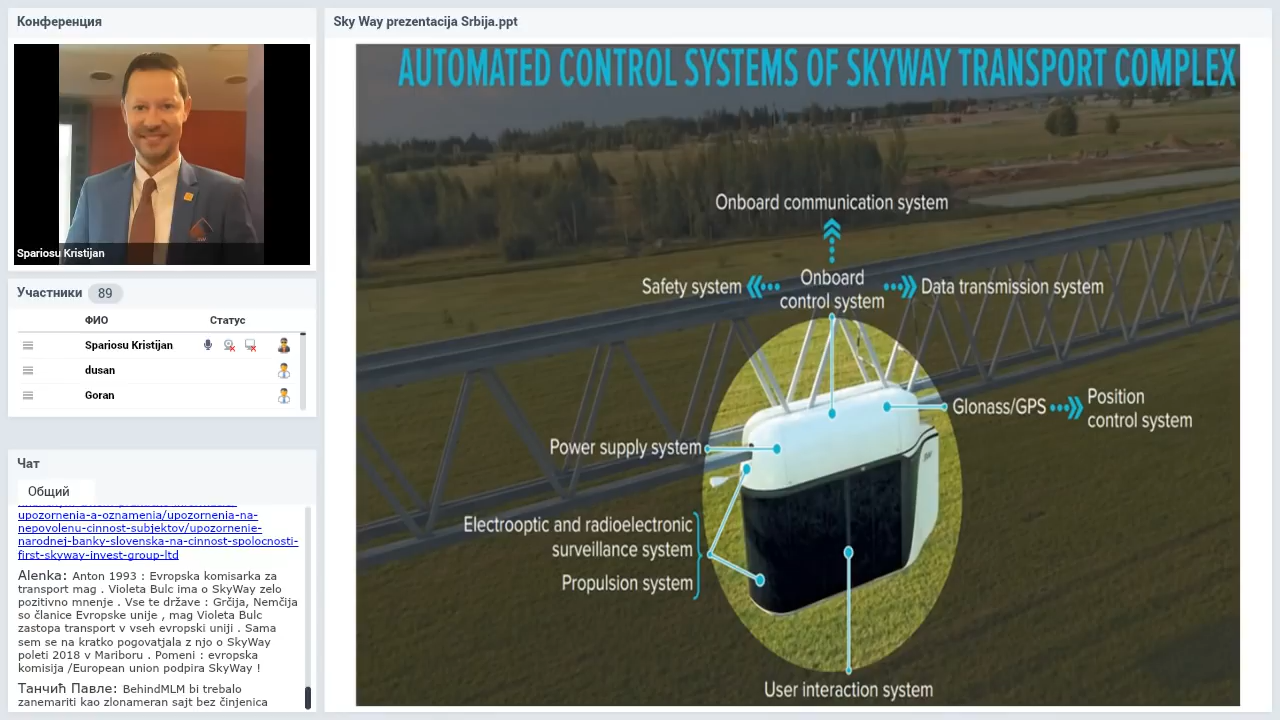 Конференция
Spariosu Kristijan
Участники 89
ФИО Статус
Spariosu Kristijan
dusan
Goran
Чат
Общий
upozornenia-a-oznamenia/upozornenia-na-
nepovolenu-cinnost-subjektov/upozornenie-
narodnej-banky-slovenska-na-cinnost-spolocnosti-
first-skyway-invest-group-ltd
Alenka: Anton 1993 : Evropska komisarka za
transport mag . Violeta Bulc ima o SkyWay zelo
pozitivno mnenje . Vse te države : Grčija, Nemčija
so članice Evropske unije , mag Violeta Bulc
zastopa transport v vseh evropski uniji . Sama
sem se na kratko pogovatjala z njo o SkyWay
poleti 2018 v Mariboru . Pomeni : evropska
komisija /European union podpira SkyWay !
Танчић Павле: BehindMLM bi trebalo
zanemariti kao zlonameran sajt bez činjenica
Sky Way prezentacija Srbija.ppt
AUTOMATED CONTROL SYSTEMS OF SKYWAY TRANSPORT COMPLEX
Onboard communication system
Safety system
Onboard
control system
Data transmission system
Glonass/GPS
Position
control system
Power supply system
Electrooptic and radioelectronic
surveillance system
Propulsion system
User interaction system